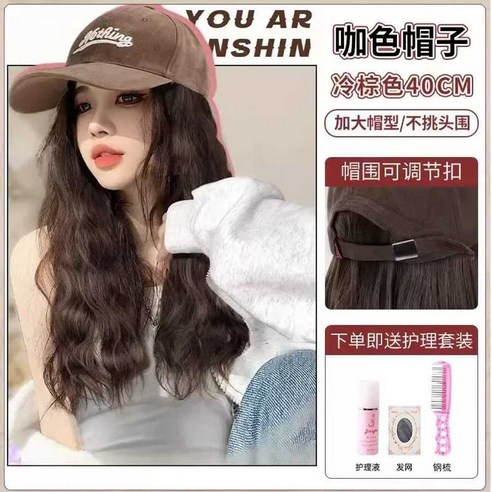 YOU AR
NSHIN
Nothing
咖色帽子
冷棕色40CM
加大帽型/不挑头围
帽围可调节扣
下单即送护理套装
护理液
发网
钢梳